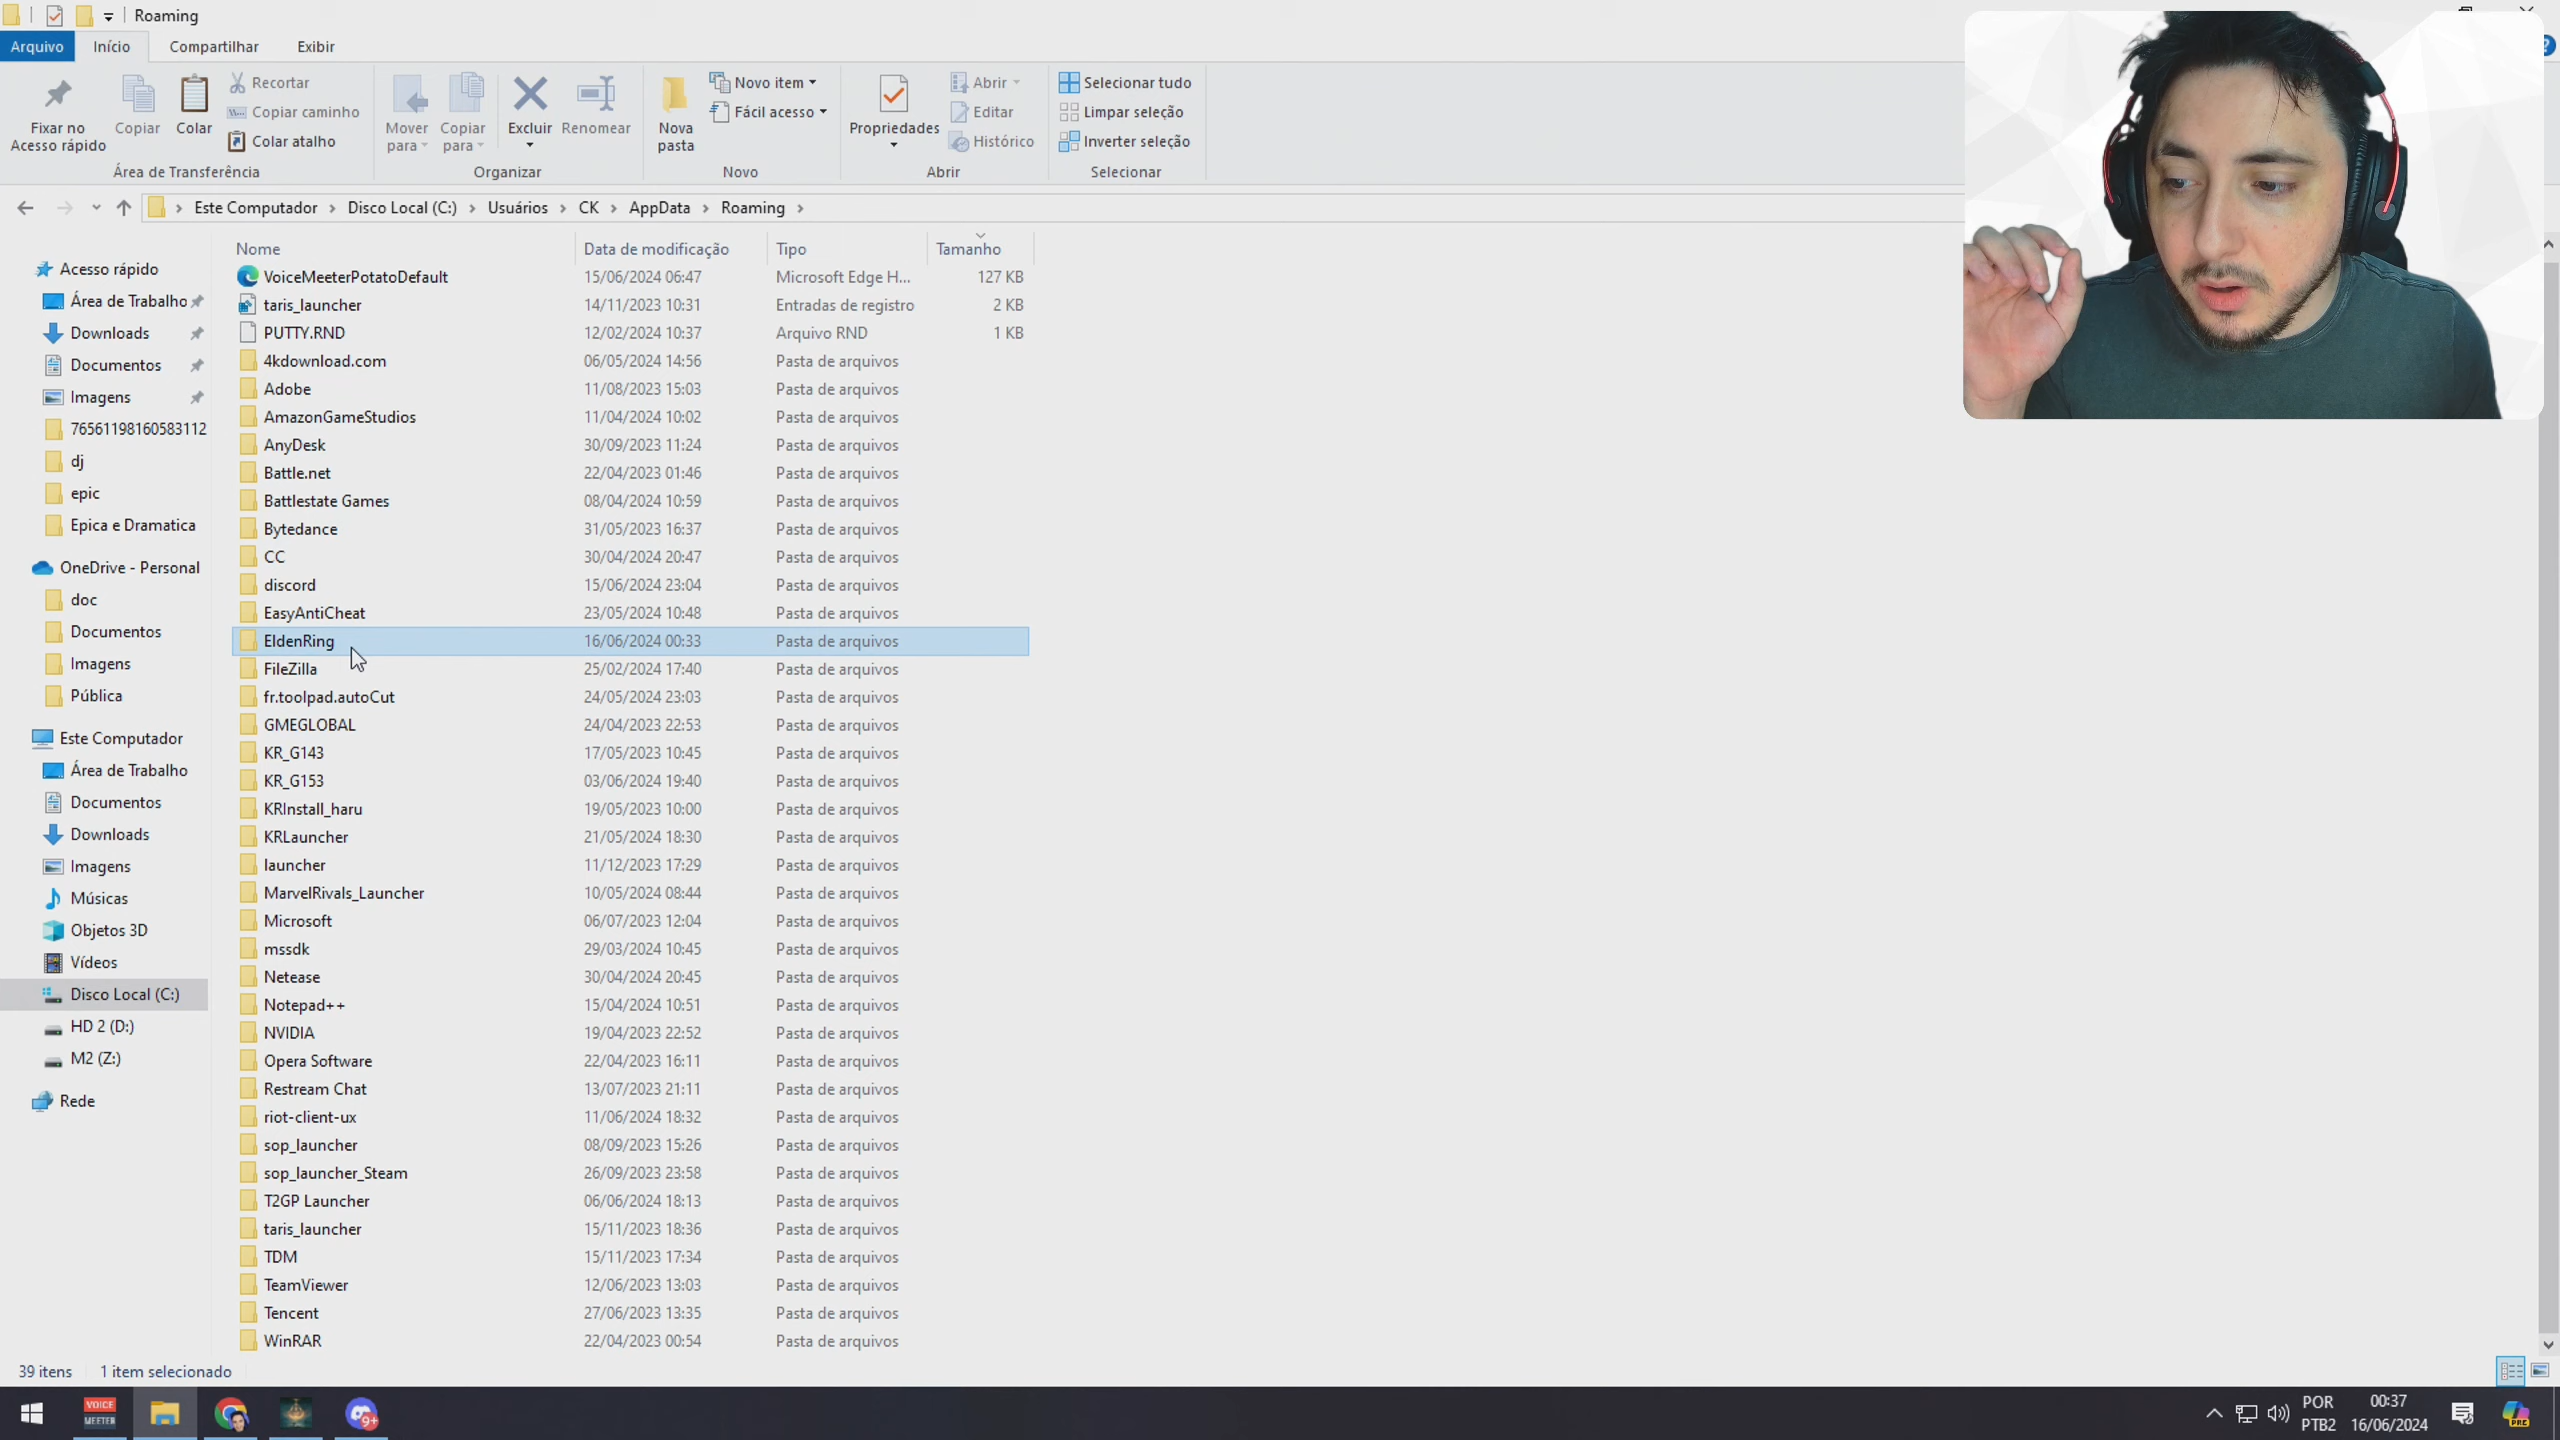 Roaming
Arquivo Início Compartilhar Exibir
Fixar no Acesso rápido
Copiar
Colar
Recortar
Copiar caminho
Colar atalho
Área de Transferência
Mover para
Copiar para
Excluir
Renomear
Organizar
Nova pasta
Novo item
Fácil acesso
Novo
Propriedades
Abrir
Editar
Histórico
Abrir
Selecionar tudo
Limpar seleção
Inverter seleção
Selecionar
Este Computador Disco Local (C:) Usuários CK AppData Roaming
Acesso rápido
Área de Trabalho
Downloads
Documentos
Imagens
76561198160583112
dj
epic
Epica e Dramatica
OneDrive - Personal
doc
Documentos
Imagens
Pública
Este Computador
Área de Trabalho
Documentos
Downloads
Imagens
Músicas
Objetos 3D
Vídeos
Disco Local (C:)
HD 2 (D:)
M2 (Z:)
Rede
Nome Data de modificação Tipo Tamanho
VoiceMeeterPotatoDefault 15/06/2024 06:47 Microsoft Edge H... 127 KB
taris_launcher 14/11/2023 10:31 Entradas de registro 2 KB
PUTTY.RND 12/02/2024 10:37 Arquivo RND 1 KB
4kdownload.com 06/05/2024 14:56 Pasta de arquivos
Adobe 11/08/2023 15:03 Pasta de arquivos
AmazonGameStudios 11/04/2024 10:02 Pasta de arquivos
AnyDesk 30/09/2023 11:24 Pasta de arquivos
Battle.net 22/04/2023 01:46 Pasta de arquivos
Battlestate Games 08/04/2024 10:59 Pasta de arquivos
Bytedance 31/05/2023 16:37 Pasta de arquivos
CC 30/04/2024 20:47 Pasta de arquivos
discord 15/06/2024 23:04 Pasta de arquivos
EasyAntiCheat 23/05/2024 10:48 Pasta de arquivos
EldenRing 16/06/2024 00:33 Pasta de arquivos
FileZilla 25/02/2024 17:40 Pasta de arquivos
fr.toolpad.autoCut 24/05/2024 23:03 Pasta de arquivos
GMEGLOBAL 24/04/2023 22:53 Pasta de arquivos
KR_G143 17/05/2023 10:45 Pasta de arquivos
KR_G153 03/06/2024 19:40 Pasta de arquivos
KRInstall_haru 19/05/2023 10:00 Pasta de arquivos
KRLauncher 21/05/2024 18:30 Pasta de arquivos
launcher 11/12/2023 17:29 Pasta de arquivos
MarvelRivals_Launcher 10/05/2024 08:44 Pasta de arquivos
Microsoft 06/07/2023 12:04 Pasta de arquivos
mssdk 29/03/2024 10:45 Pasta de arquivos
Netease 30/04/2024 20:45 Pasta de arquivos
Notepad++ 15/04/2024 10:51 Pasta de arquivos
NVIDIA 19/04/2023 22:52 Pasta de arquivos
Opera Software 22/04/2023 16:11 Pasta de arquivos
Restream Chat 13/07/2023 21:11 Pasta de arquivos
riot-client-ux 11/06/2024 18:32 Pasta de arquivos
sop_launcher 08/09/2023 15:26 Pasta de arquivos
sop_launcher_Steam 26/09/2023 23:58 Pasta de arquivos
T2GP Launcher 06/06/2024 18:13 Pasta de arquivos
taris_launcher 15/11/2023 18:36 Pasta de arquivos
TDM 15/11/2023 17:34 Pasta de arquivos
TeamViewer 12/06/2023 13:03 Pasta de arquivos
Tencent 27/06/2023 13:35 Pasta de arquivos
WinRAR 22/04/2023 00:54 Pasta de arquivos
39 itens 1 item selecionado
VOICE
MEETER
9+
POR
PTB2
00:37
16/06/2024
PRE